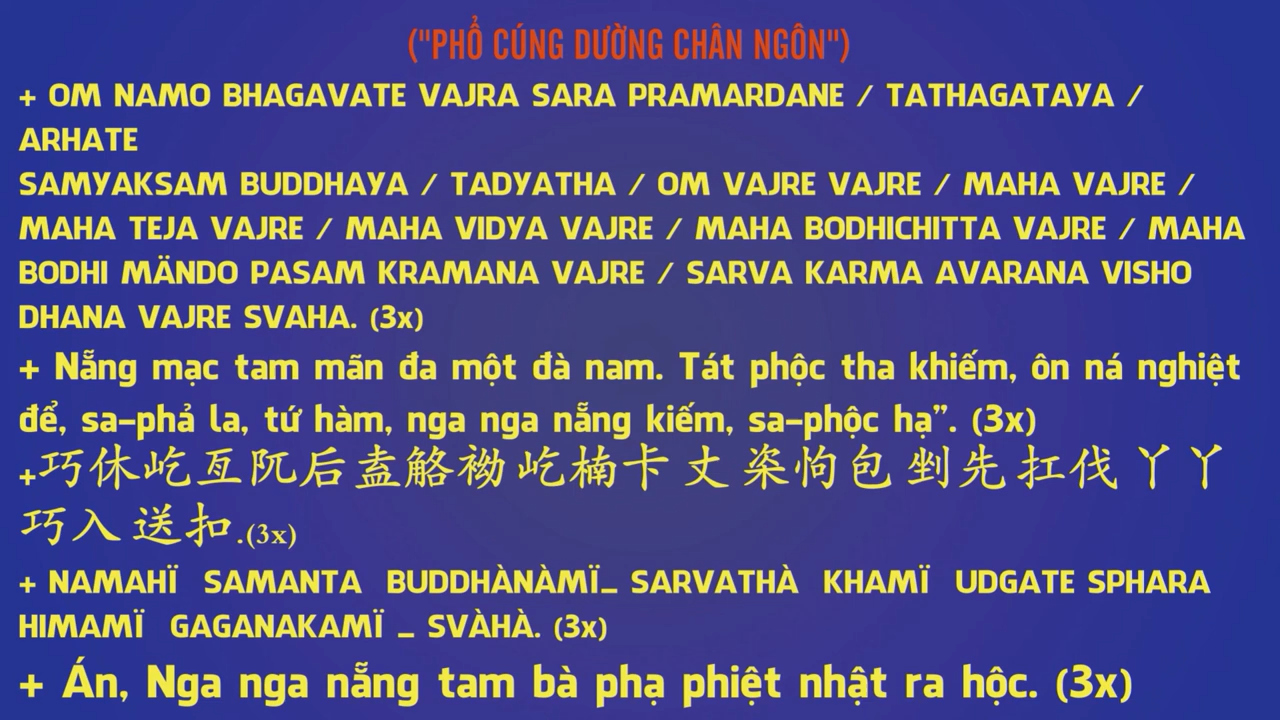 ("PHỔ CÚNG DƯỜNG CHÂN NGÔN")
+ OM NAMO BHAGAVATE VAJRA SARA PRAMARDANE / TATHAGATAYA /
ARHATE
SAMYAKSAM BUDDHAYA / TADYATHA / OM VAJRE VAJRE / MAHA VAJRE /
MAHA TEJA VAJRE / MAHA VIDYA VAJRE / MAHA BODHICHITTA VAJRE / MAHA
BODHI MÄNDO PASAM KRAMANA VAJRE / SARVA KARMA AVARANA VISHO
DHANA VAJRE SVAHA. (3x)
+ Nẵng mạc tam mãn đa một đà nam. Tát phộc tha khiếm, ôn ná nghiệt
để, sa-phả la, tứ hàm, nga nga nẵng kiếm, sa-phộc hạ”. (3x)
+巧休屹亙阢后盍觡袎 屹楠卡 丈 桼恦包 剉先 扛伐 丫丫
巧入 送扣.(3x)
+ NAMAHÏ SAMANTA BUDDHÀNÀMÏ_ SARVATHÀ KHAMÏ UDGATE SPHARA
HIMAMÏ GAGANAKAMÏ _ SVÀHÀ. (3x)
+ Án, Nga nga nẵng tam bà phạ phiệt nhật ra hộc. (3x)